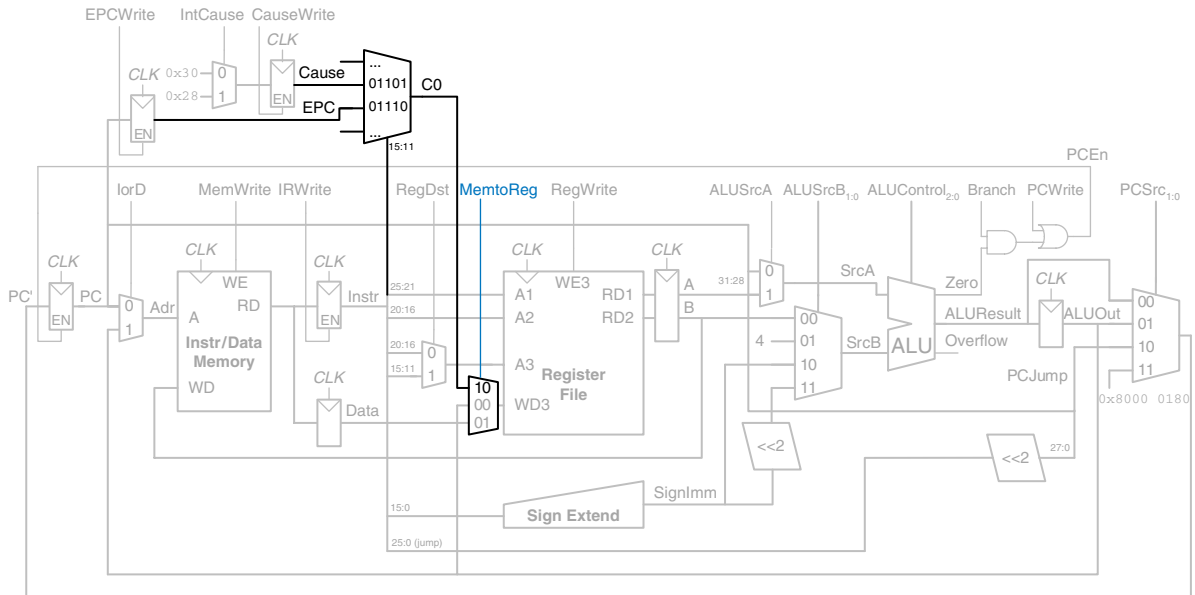 EPCWrite IntCause CauseWrite
CLK
CLK 0x30 0 Cause ... 
0x28 1 EN 01101 C0
EPC 01110
EN ...
15:11
PCEn
IorD MemWrite IRWrite RegDst MemtoReg RegWrite ALUSrcA ALUSrcB1:0 ALUControl2:0 Branch PCWrite PCSrc1:0
CLK CLK CLK CLK CLK
WE WE3 0 SrcA CLK
31:28
PC' PC 0 Adr A RD Instr 25:21 A1 RD1 A 1 Zero 00
EN 1 EN 20:16 A2 RD2 B 00 ALUResult ALUOut 01
Instr/Data
Memory
20:16 0 4 01 SrcB ALU Overflow 10
15:11 1 A3 10 PCJump 11
CLK Register
File
WD 10 11 0x8000 0180
Data 00 WD3
01
<<2 <<2 27:0
SignImm
15:0 Sign Extend
25:0 (jump)